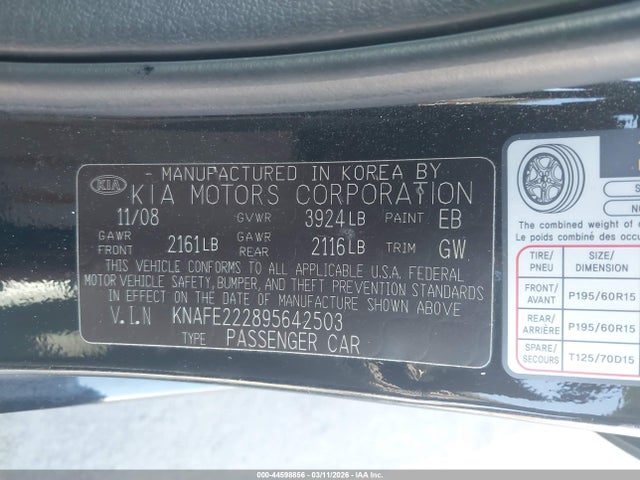 - MANUFACTURED IN KOREA BY
KIA KIA MOTORS CORPORATION
11/08 GVWR 3924LB PAINT EB
GAWR FRONT 2161LB GAWR REAR 2116LB TRIM GW
THIS VEHICLE CONFORMS TO ALL APPLICABLE U.S.A. FEDERAL
MOTOR VEHICLE SAFETY, BUMPER, AND THEFT PREVENTION STANDARDS
IN EFFECT ON THE DATE OF MANUFACTURE SHOWN ABOVE
V.I.N KNAFE222895642503
TYPE PASSENGER CAR
The combined weight of
Le poids combiné des occu
TIRE/ PNEU SIZE/ DIMENSION
FRONT/ AVANT P195/60R15
REAR/ ARRIÈRE P195/60R15
SPARE/ SECOURS T125/70D15
000-44598856 - 03/11/2026 - IAA Inc.